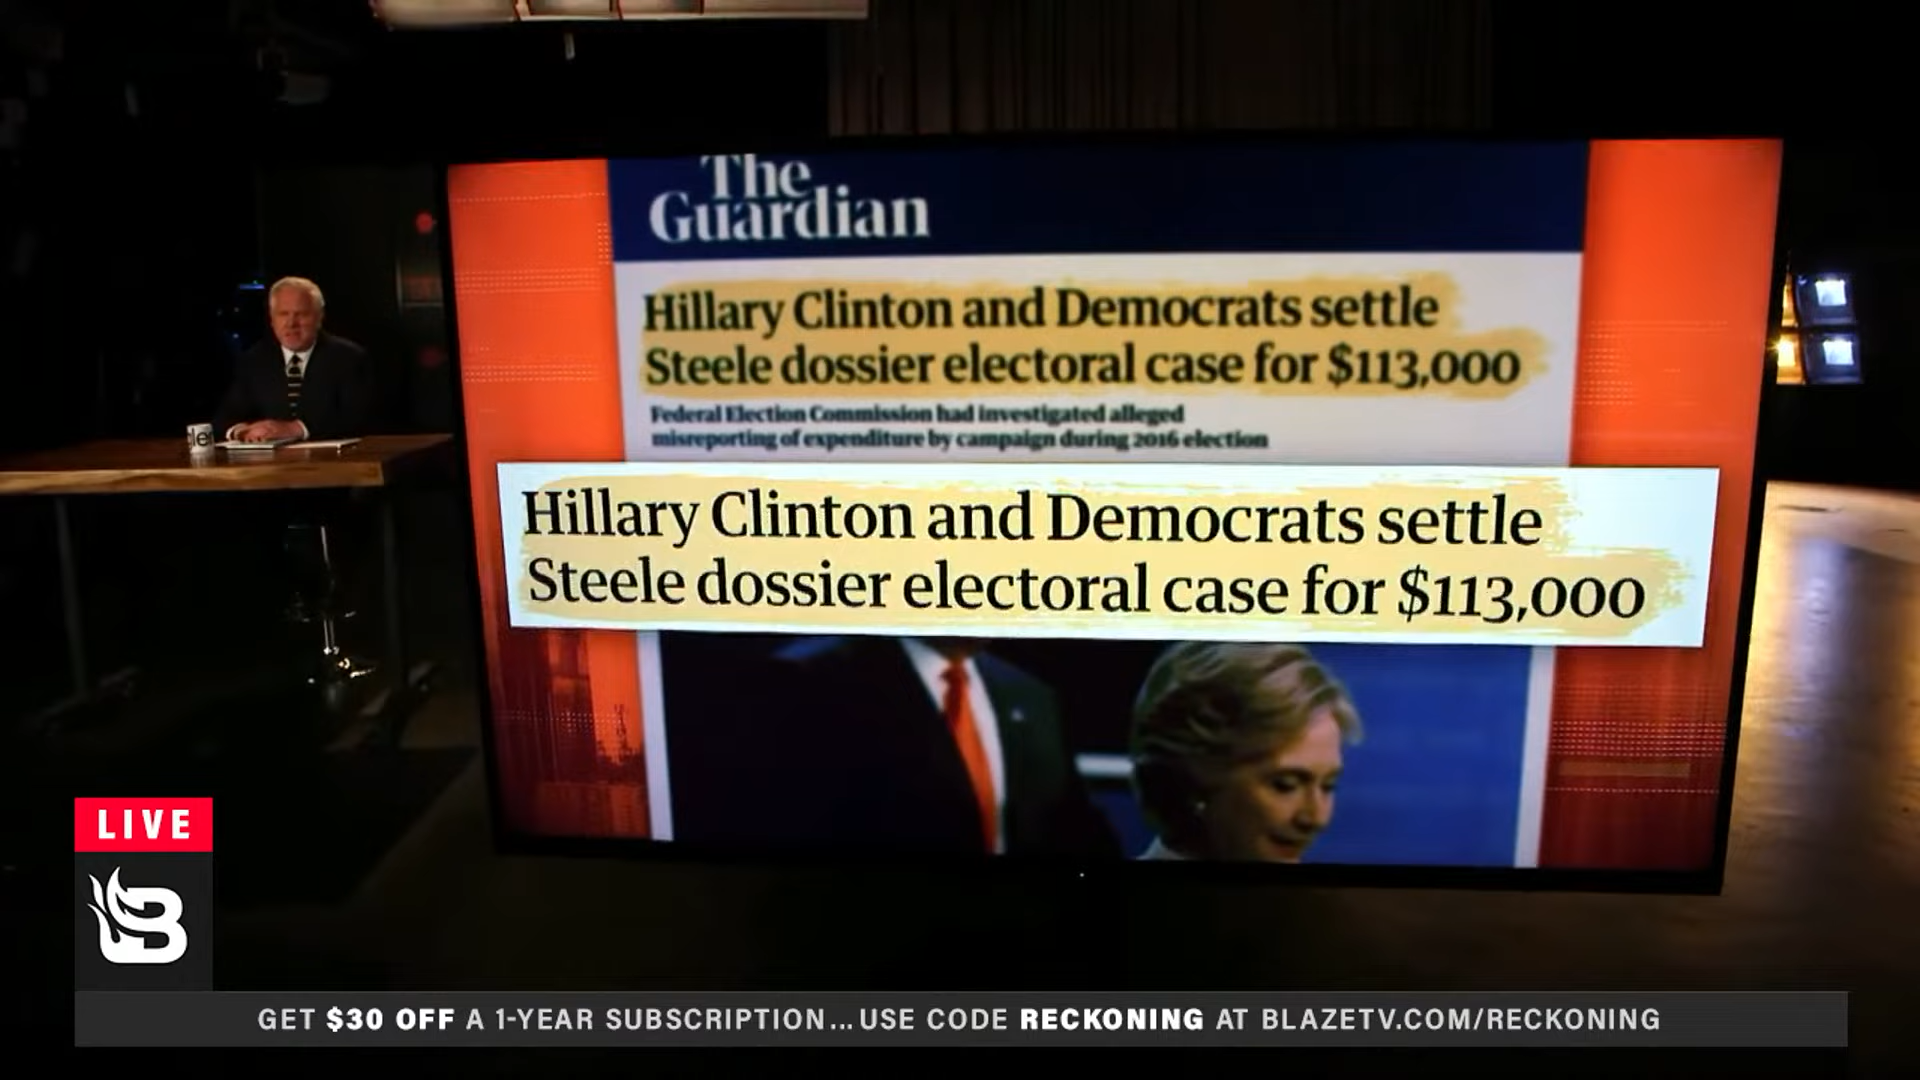 The
Guardian
Hillary Clinton and Democrats settle
Steele dossier electoral case for $113,000
Federal Election Commission had investigated alleged
misreporting of expenditure by campaign during 2016 election
Hillary Clinton and Democrats settle
Steele dossier electoral case for $113,000
LIVE
B
GET $30 OFF A 1-YEAR SUBSCRIPTION...USE CODE RECKONING AT BLAZETV.COM/RECKONING